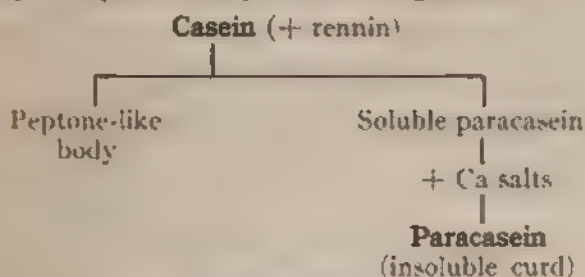 Casein (+ rennin)
Peptone-like
body
Soluble paracasein
+ Ca salts
Paracasein
(insoluble curd)